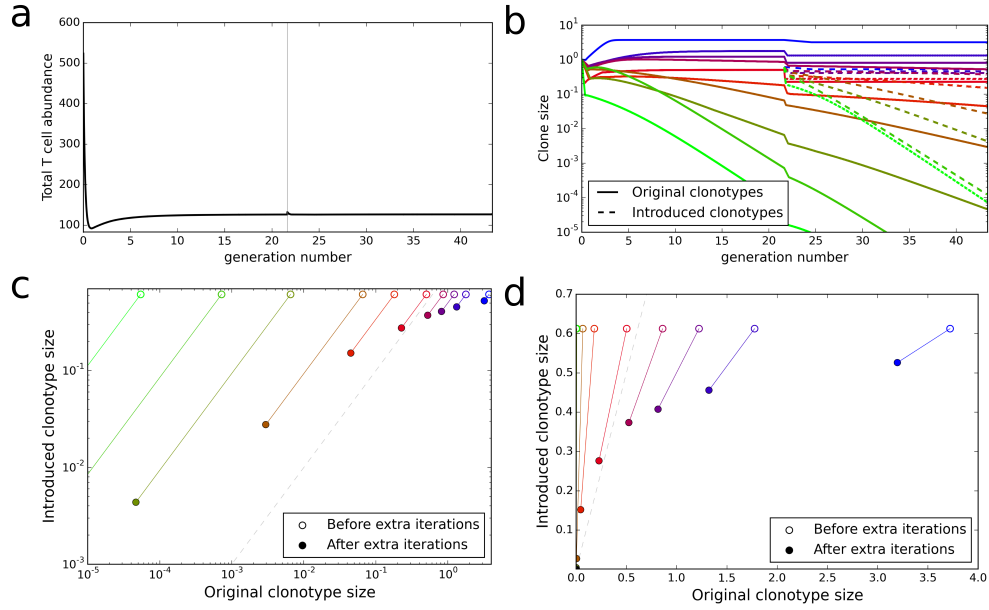 a
600
500
400
300
200
100
Total T cell abundance
0 5 10 15 20 25 30 35 40
generation number
b
10^1
10^0
10^-1
10^-2
10^-3
10^-4
10^-5
Clone size
Original clonotypes
Introduced clonotypes
0 5 10 15 20 25 30 35 40
generation number
c
10^-1
10^-2
10^-3
Introduced clonotype size
Before extra iterations
After extra iterations
10^-5 10^-4 10^-3 10^-2 10^-1 10^0
Original clonotype size
d
0.7
0.6
0.5
0.4
0.3
0.2
0.1
Introduced clonotype size
Before extra iterations
After extra iterations
0.0 0.5 1.0 1.5 2.0 2.5 3.0 3.5 4.0
Original clonotype size